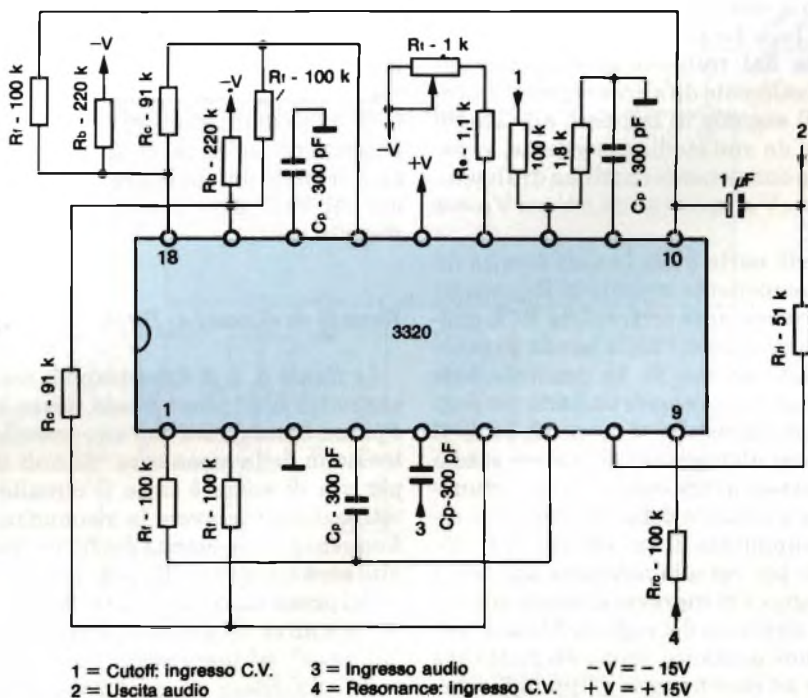 Rf - 100 k
Rb - 220 k
–V
Rc - 91 k
Rb - 220 k
–V
Rf - 100 k
Cp - 300 pF
Rt - 1 k
–V
+V
Re - 1,1 k
1
100 k
1,8 k
Cp - 300 pF
1 µF
2
18
10
3320
1
9
Rc - 91 k
Rf - 100 k
Rc - 100 k
Cp - 300 pF
3
Cp - 300 pF
Rri - 51 k
Rrc - 100 k
4
1 = Cutoff: ingresso C.V.
2 = Uscita audio
3 = Ingresso audio
4 = Resonance: Ingresso C.V.
– V = – 15V
+ V = + 15V